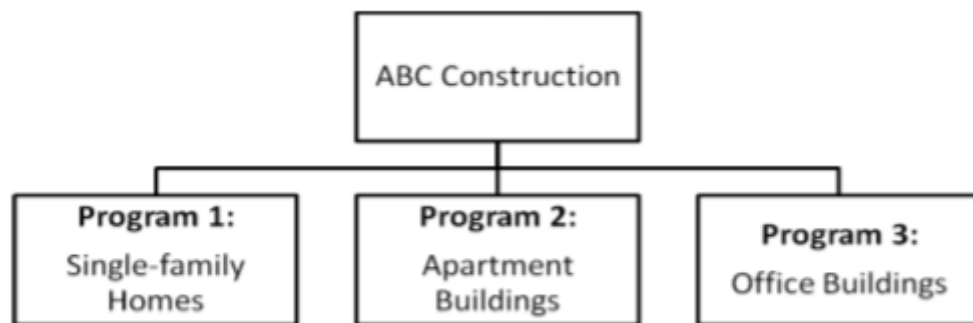 ABC Construction
Program 1:
Single-family
Homes
Program 2:
Apartment
Buildings
Program 3:
Office Buildings